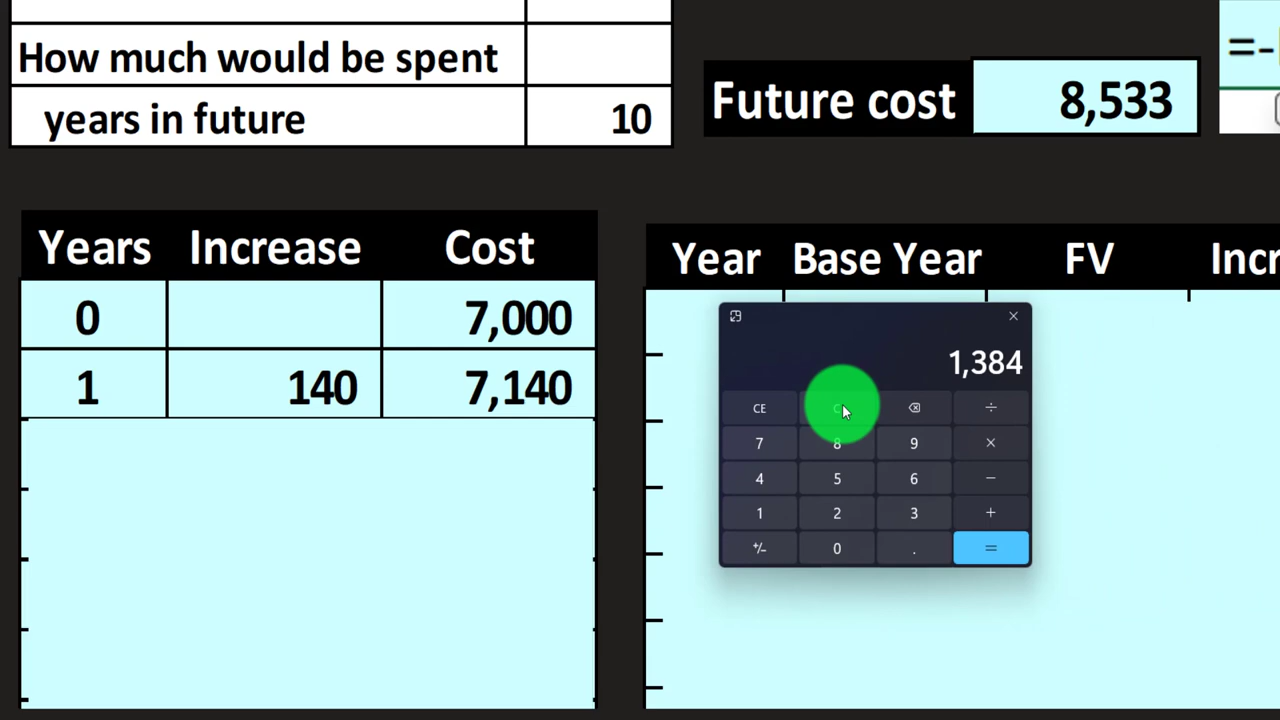 How much would be spent
years in future 10
Future cost 8,533
=-
Years Increase Cost
0 7,000
1 140 7,140
Year Base Year FV Incr
1,384
CE ÷
7 8 9 ×
4 5 6 −
1 2 3 +
+/− 0 . =